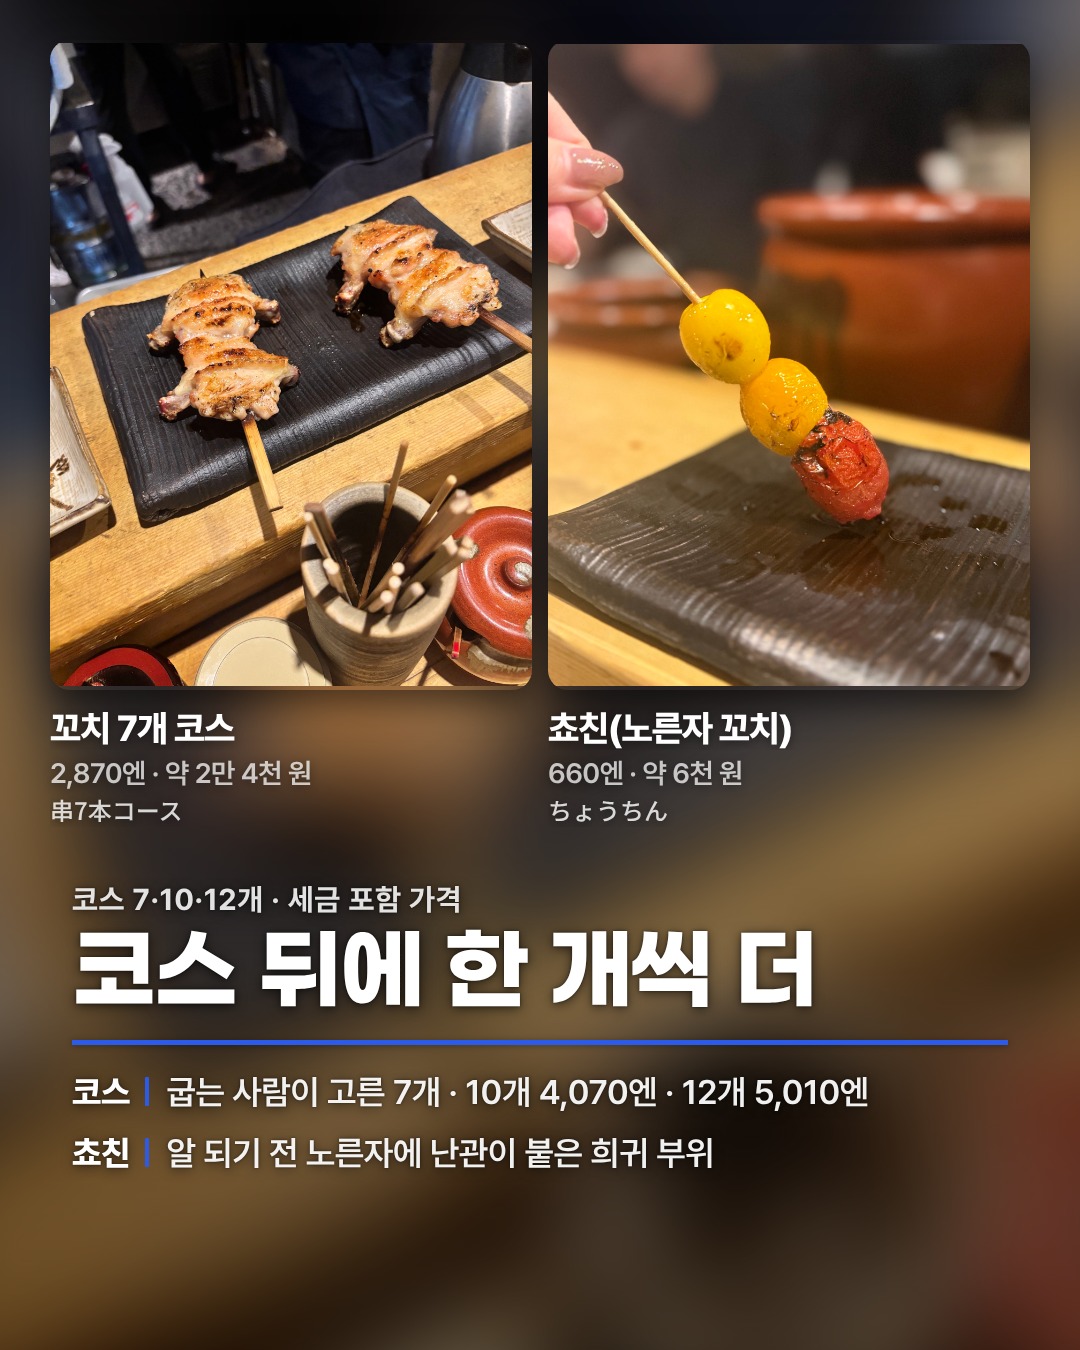 꼬치 7개 코스
2,870엔 · 약 2만 4천 원
串7本コース
쵸친(노른자 꼬치)
660엔 · 약 6천 원
ちょうちん
코스 7·10·12개 · 세금 포함 가격
코스 뒤에 한 개씩 더
코스 | 굽는 사람이 고른 7개 · 10개 4,070엔 · 12개 5,010엔
쵸친 | 알 되기 전 노른자에 난관이 붙은 희귀 부위